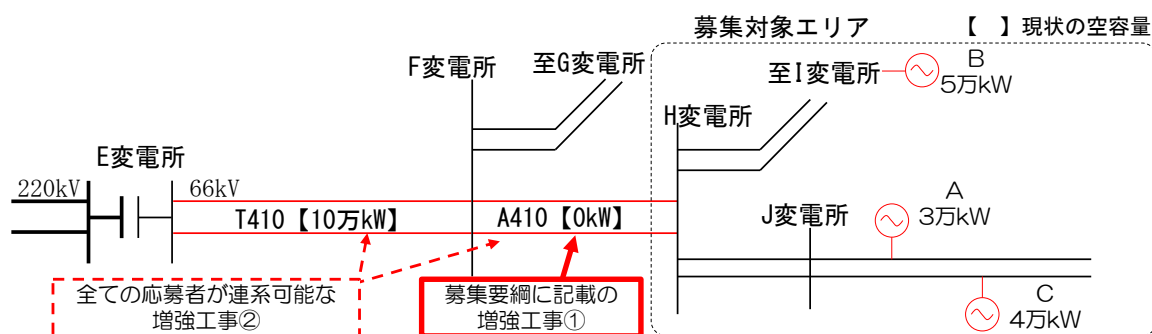 募集対象エリア
【　】現状の空容量
F変電所
至G変電所
至I変電所
B
5万kW
H変電所
E変電所
220kV
66kV
T410【10万kW】
A410【0kW】
J変電所
A
3万kW
全ての応募者が連系可能な
増強工事②
募集要綱に記載の
増強工事①
C
4万kW